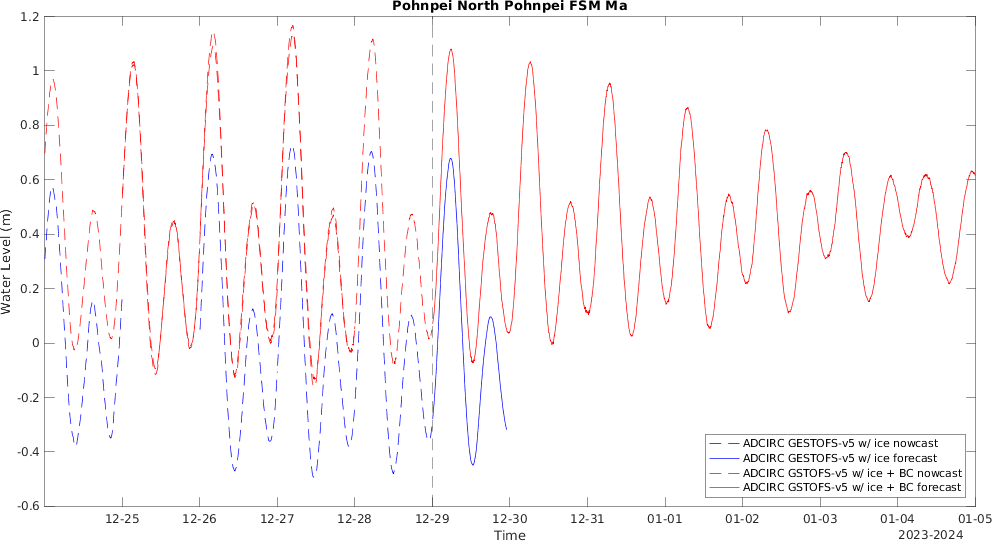 Pohnpei North Pohnpei FSM Ma
1.2
1
0.8
0.6
0.4
0.2
0
-0.2
-0.4
-0.6
Water Level (m)
12-25 12-26 12-27 12-28 12-29 12-30 12-31 01-01 01-02 01-03 01-04 01-05
Time
2023-2024
ADCIRC GESTOFS-v5 w/ ice nowcast
ADCIRC GESTOFS-v5 w/ ice forecast
ADCIRC GSTOFS-v5 w/ ice + BC nowcast
ADCIRC GSTOFS-v5 w/ ice + BC forecast